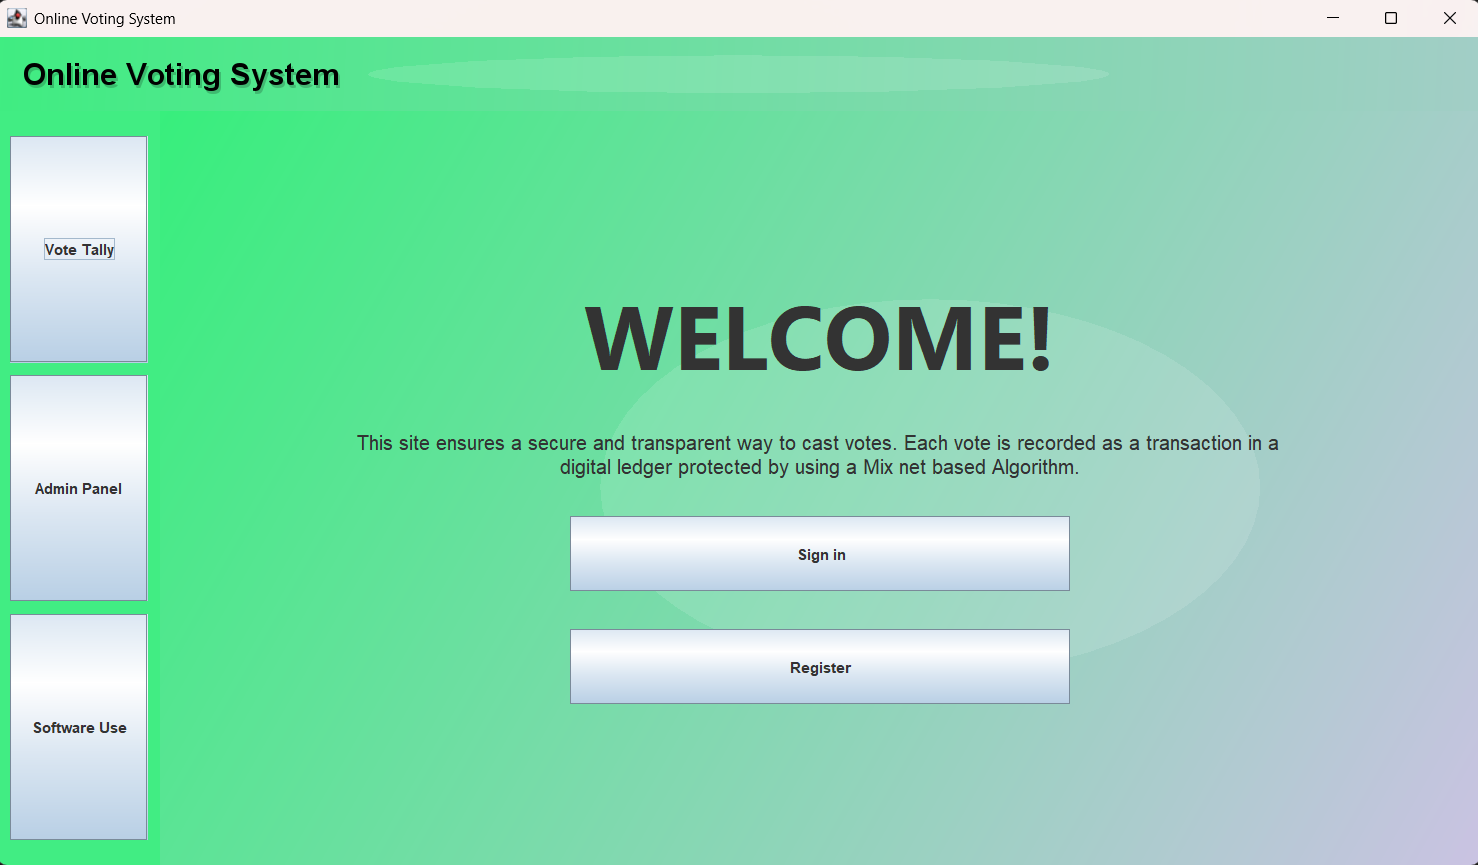 Online Voting System
Online Voting System
Vote Tally
Admin Panel
Software Use
WELCOME!
This site ensures a secure and transparent way to cast votes. Each vote is recorded as a transaction in a
digital ledger protected by using a Mix net based Algorithm.
Sign in
Register